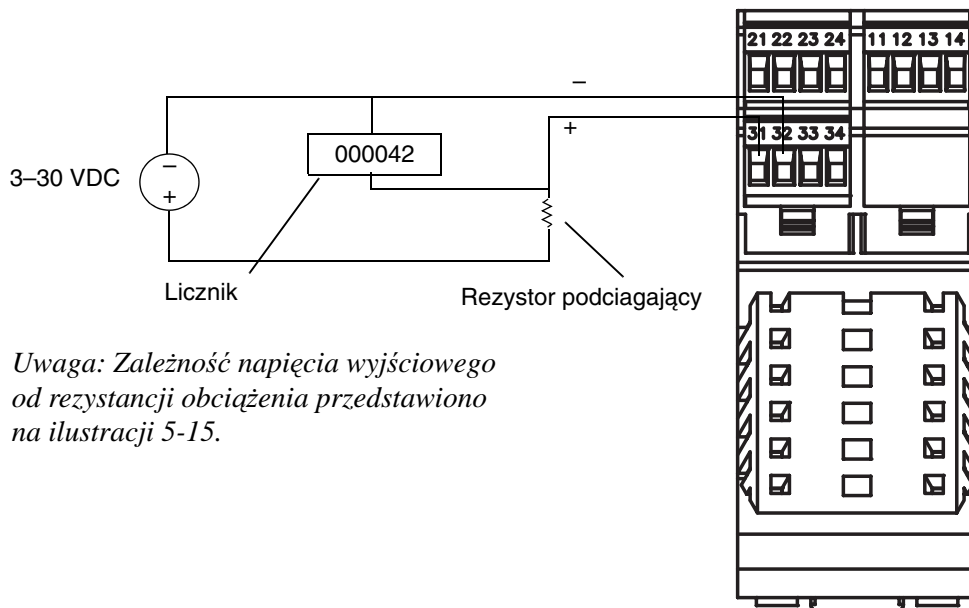 21 22 23 24 11 12 13 14
–
+
31 32 33 34
000042
3–30 VDC
–
+
Licznik
Rezystor podciagający
Uwaga: Zależność napięcia wyjściowego
od rezystancji obciążenia przedstawiono
na ilustracji 5-15.